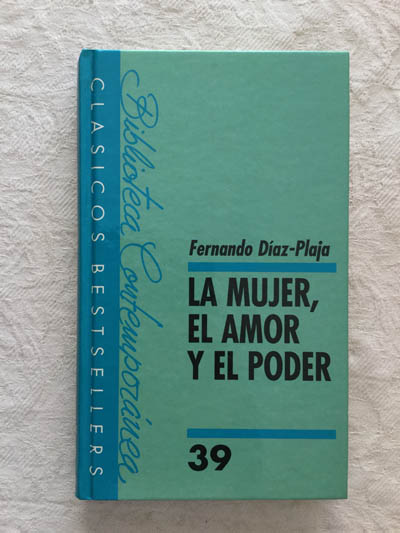 CLASICOS BESTSELLERS
Biblioteca Contemporánea
Fernando Díaz-Plaja
LA MUJER,
EL AMOR
Y EL PODER
39